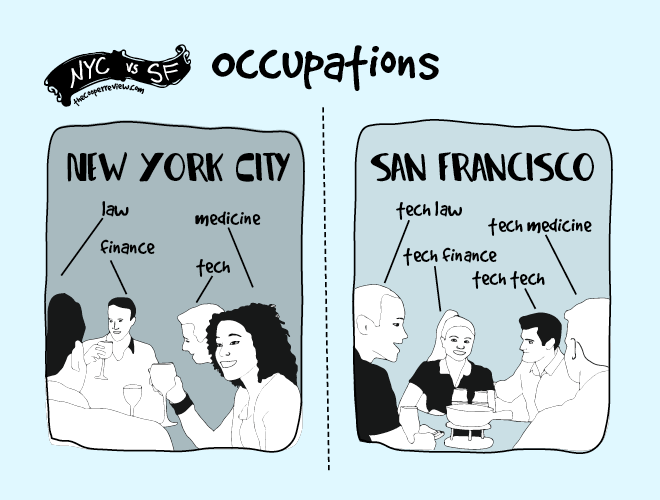 NYC vs SF
thecooperreview.com
occupations
NEW YORK CITY
law
medicine
finance
tech
SAN FRANCISCO
tech law
tech medicine
tech finance
tech tech